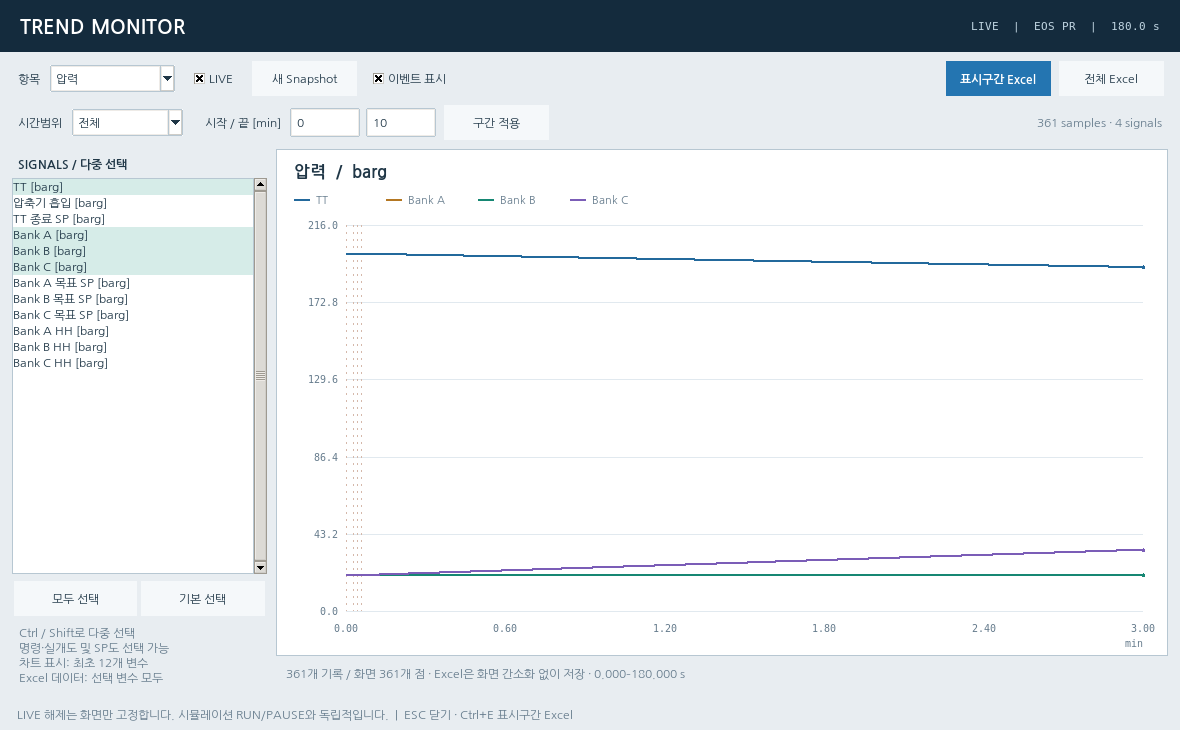 TREND MONITOR
LIVE | EOS PR | 180.0 s
항목 압력 LIVE 새 Snapshot 이벤트 표시 표시구간 Excel 전체 Excel
시간범위 전체 시작 / 끝 [min] 0 10 구간 적용 361 samples · 4 signals
SIGNALS / 다중 선택
TT [barg]
압축기 흡입 [barg]
TT 종료 SP [barg]
Bank A [barg]
Bank B [barg]
Bank C [barg]
Bank A 목표 SP [barg]
Bank B 목표 SP [barg]
Bank C 목표 SP [barg]
Bank A HH [barg]
Bank B HH [barg]
Bank C HH [barg]
모두 선택 기본 선택
Ctrl / Shift로 다중 선택
명령·실개도 및 SP도 선택 가능
차트 표시: 최초 12개 변수
Excel 데이터: 선택 변수 모두
압력 / barg
TT Bank A Bank B Bank C
216.0
172.8
129.6
86.4
43.2
0.0
0.00 0.60 1.20 1.80 2.40 3.00
min
361개 기록 / 화면 361개 점 · Excel은 화면 간소화 없이 저장 · 0.000–180.000 s
LIVE 해제는 화면만 고정합니다. 시뮬레이션 RUN/PAUSE와 독립적입니다. | ESC 닫기 · Ctrl+E 표시구간 Excel